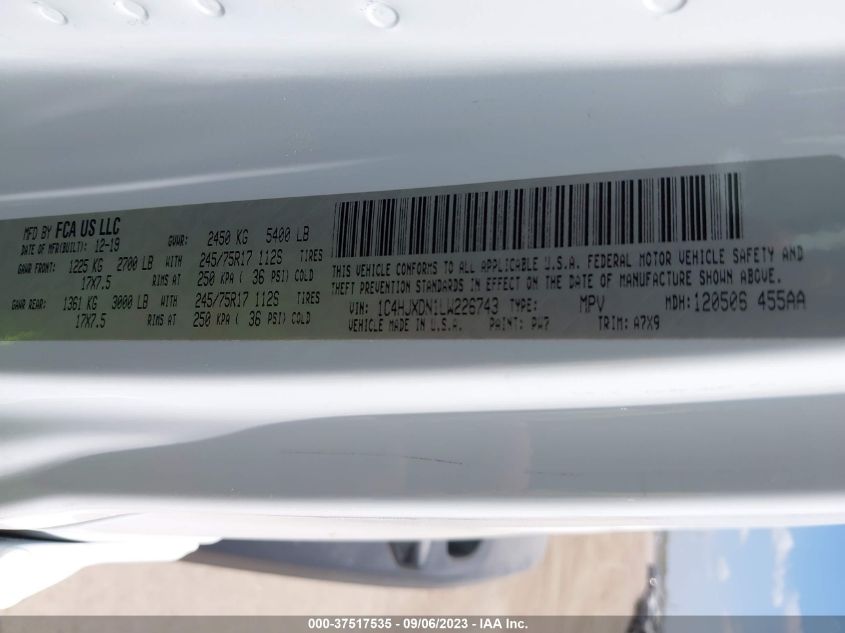 MFD BY FCA US LLC
DATE OF MFR(BUILT): 12-19
GVWR: 2450 KG 5400 LB
GAWR FRONT: 1225 KG 2700 LB WITH 245/75R17 112S TIRES
17X7.5 RIMS AT 250 KPA ( 36 PSI) COLD
GAWR REAR: 1361 KG 3000 LB WITH 245/75R17 112S TIRES
17X7.5 RIMS AT 250 KPA ( 36 PSI) COLD
THIS VEHICLE CONFORMS TO ALL APPLICABLE U.S.A. FEDERAL MOTOR VEHICLE SAFETY AND
THEFT PREVENTION STANDARDS IN EFFECT ON THE DATE OF MANUFACTURE SHOWN ABOVE.
VIN: 1C4HJXDN1LW226743 TYPE: MPV MDH: 120506 455AA
VEHICLE MADE IN U.S.A. PAINT: PW7 TRIM: A7X9
000-37517535 - 09/06/2023 - IAA Inc.